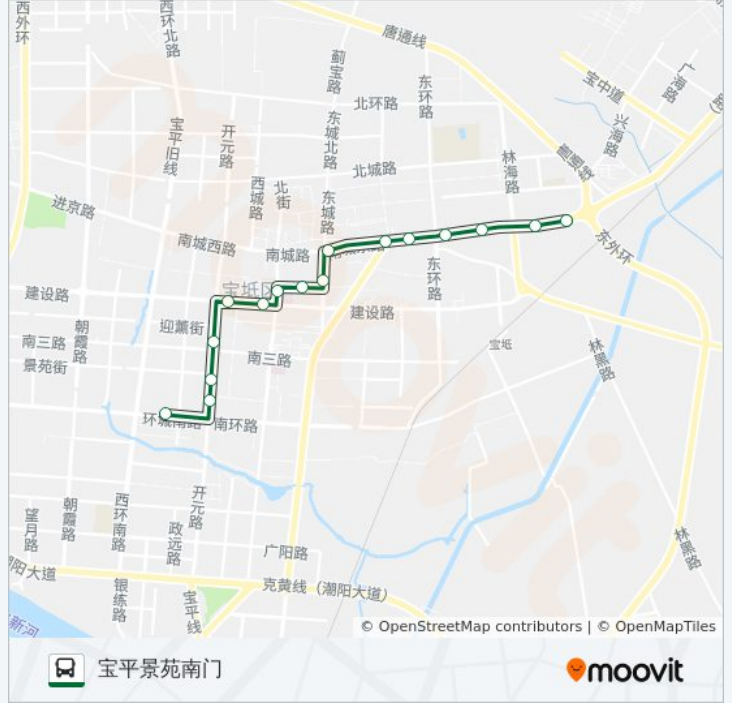 西外环
西环北路
唐通线
蓟宝路
东环路
宝中道
广海路
北环路
兴海路
宝平旧线
开元路
东城北路
林海路
北城路
西城路
北街
东城路
进京路
南城西路
南城路
东外环
东环路
建设路
宝坻区
建设路
朝霞路
迎薰街
南三路
南三路
宝坻
林黑路
景苑街
环城南路
南环路
望月路
朝霞路
西环南路
开元路
政远路
林黑路
广阳路
潮阳大道
银练路
宝平线
克黄线（潮阳大道）
新河
© OpenStreetMap contributors | © OpenMapTiles
宝平景苑南门
moovit